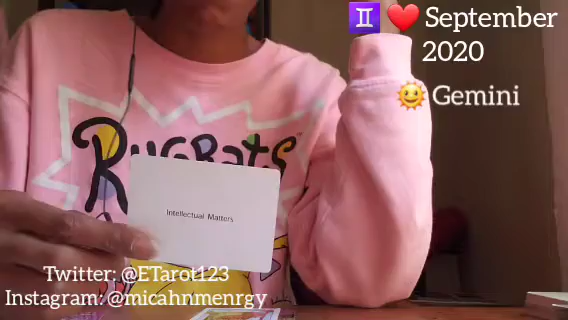 ♊ ❤️ September
2020
🌞 Gemini
RUGRatS
Intellectual Matters
Twitter: @ETarot123
Instagram: @micahnmenrgy